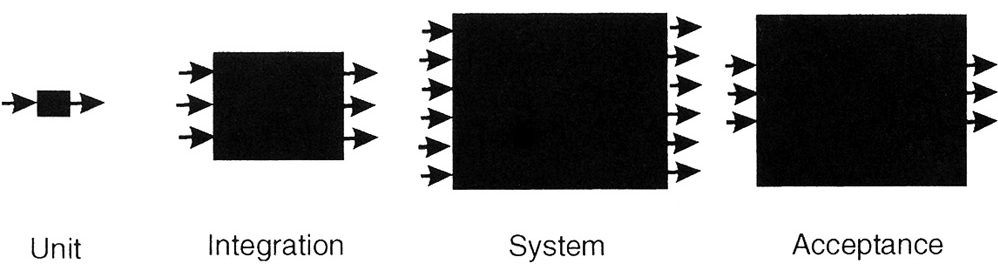 Unit
Integration
System
Acceptance